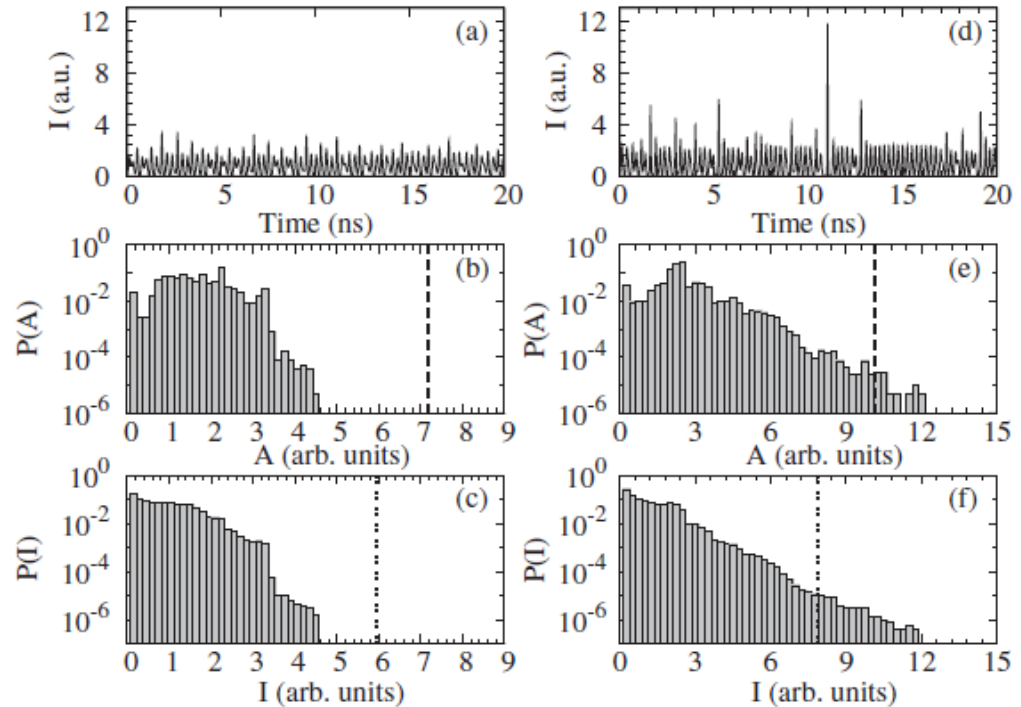 12
8
4
0
I (a.u.)
(a)
0 5 10 15 20
Time (ns)
12
8
4
0
I (a.u.)
(d)
0 5 10 15 20
Time (ns)
10^0
10^-2
10^-4
10^-6
P(A)
(b)
0 1 2 3 4 5 6 7 8 9
A (arb. units)
10^0
10^-2
10^-4
10^-6
P(A)
(e)
0 3 6 9 12 15
A (arb. units)
10^0
10^-2
10^-4
10^-6
P(I)
(c)
0 1 2 3 4 5 6 7 8 9
I (arb. units)
10^0
10^-2
10^-4
10^-6
P(I)
(f)
0 3 6 9 12 15
I (arb. units)